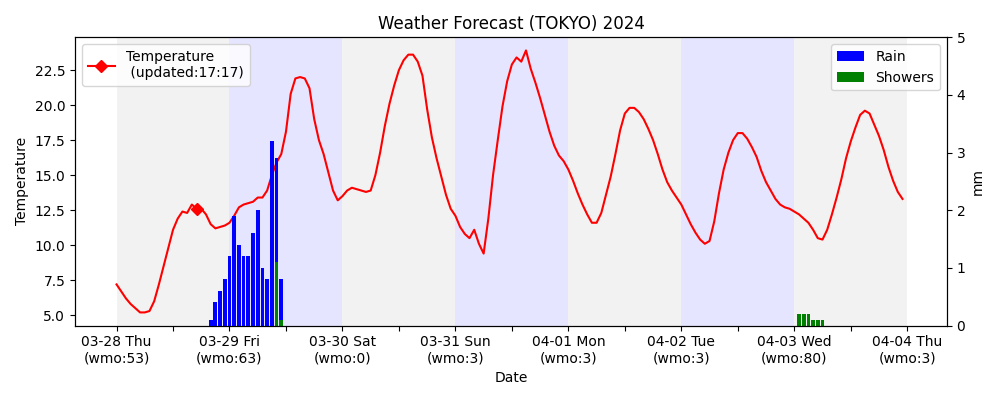 Weather Forecast (TOKYO) 2024
Temperature
(updated:17:17)
Rain
Showers
22.5
20.0
17.5
15.0
12.5
10.0
7.5
5.0
Temperature
5
4
3
2
1
0
mm
03-28 Thu
(wmo:53)
03-29 Fri
(wmo:63)
03-30 Sat
(wmo:0)
03-31 Sun
(wmo:3)
04-01 Mon
(wmo:3)
04-02 Tue
(wmo:3)
04-03 Wed
(wmo:80)
04-04 Thu
(wmo:3)
Date